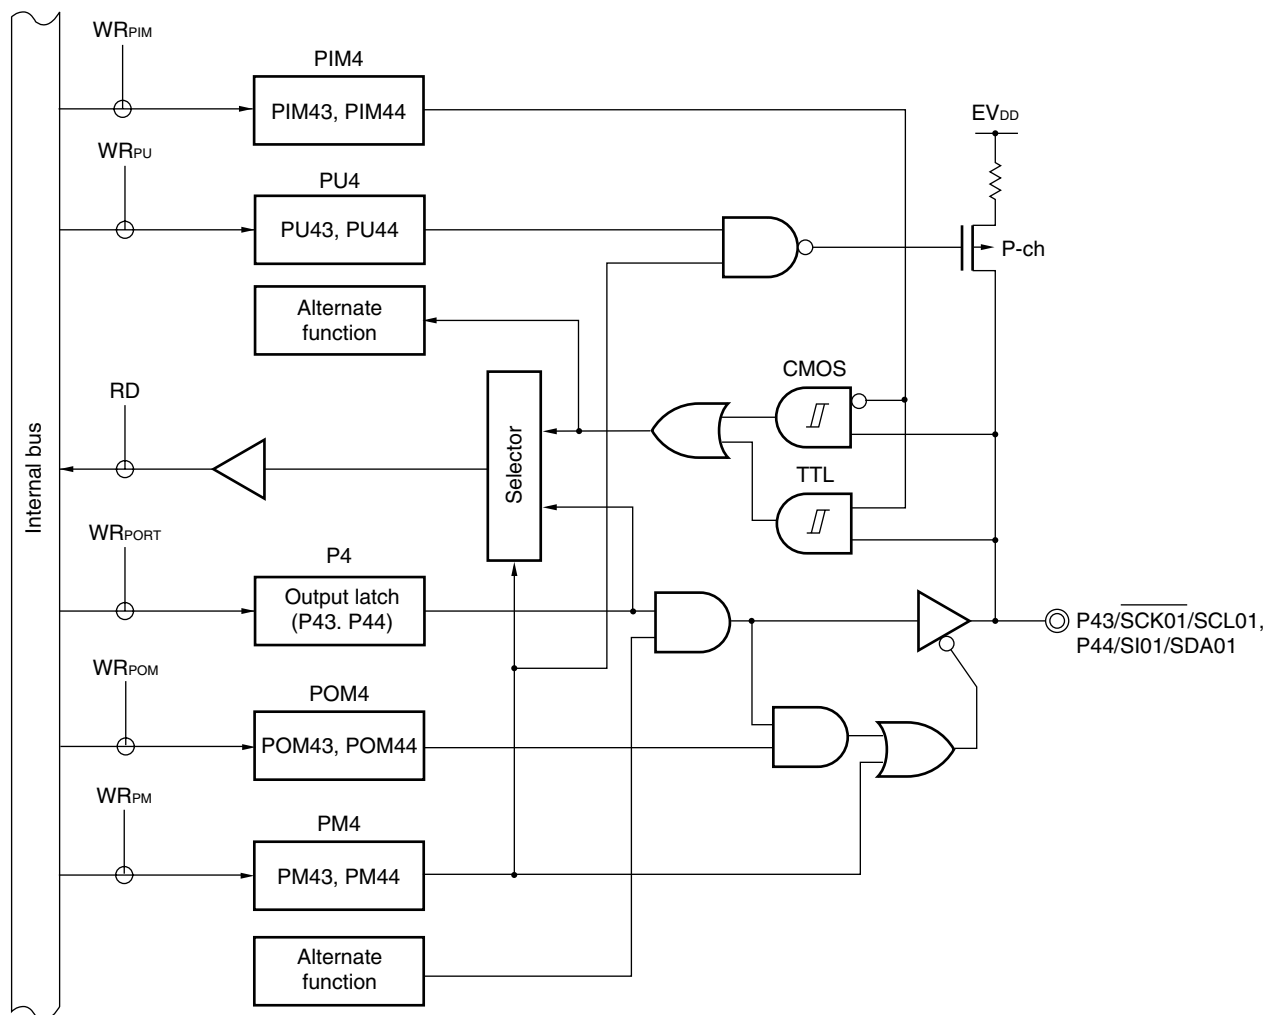 WRPIM
PIM4
PIM43, PIM44
EVDD
WRPU
PU4
PU43, PU44
P-ch
Alternate
function
CMOS
RD
Selector
TTL
Internal bus
WRPORT
P4
Output latch
(P43. P44)
P43/SCK01/SCL01,
P44/SI01/SDA01
WRPOM
POM4
POM43, POM44
WRPM
PM4
PM43, PM44
Alternate
function